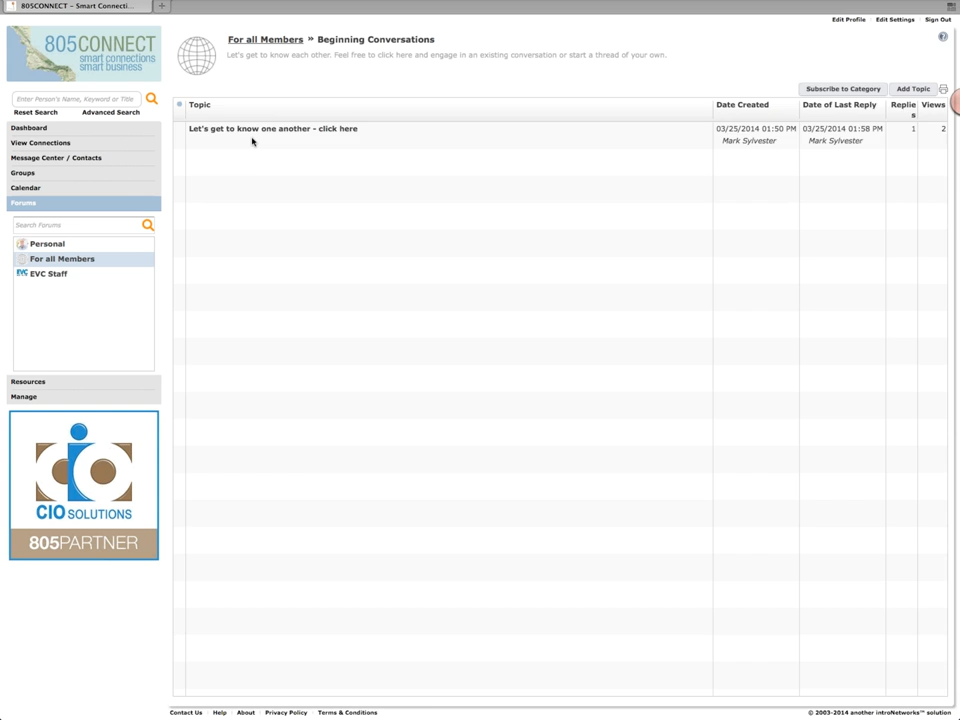 805CONNECT – Smart Connecti...
Edit Profile
Edit Settings
Sign Out
805CONNECT
smart connections
smart business
For all Members » Beginning Conversations
Let's get to know each other. Feel free to click here and engage in an existing conversation or start a thread of your own.
Enter Person's Name, Keyword or Title
Reset Search
Advanced Search
Dashboard
View Connections
Message Center / Contacts
Groups
Calendar
Forums
Search Forums
Personal
For all Members
EVC EVC Staff
Resources
Manage
CIO SOLUTIONS
805PARTNER
Subscribe to Category
Add Topic
Topic
Date Created
Date of Last Reply
Replie
s
Views
Let's get to know one another - click here
03/25/2014 01:50 PM
Mark Sylvester
03/25/2014 01:58 PM
Mark Sylvester
1
2
Contact Us
Help
About
Privacy Policy
Terms & Conditions
© 2003-2014 another introNetworks™ solution